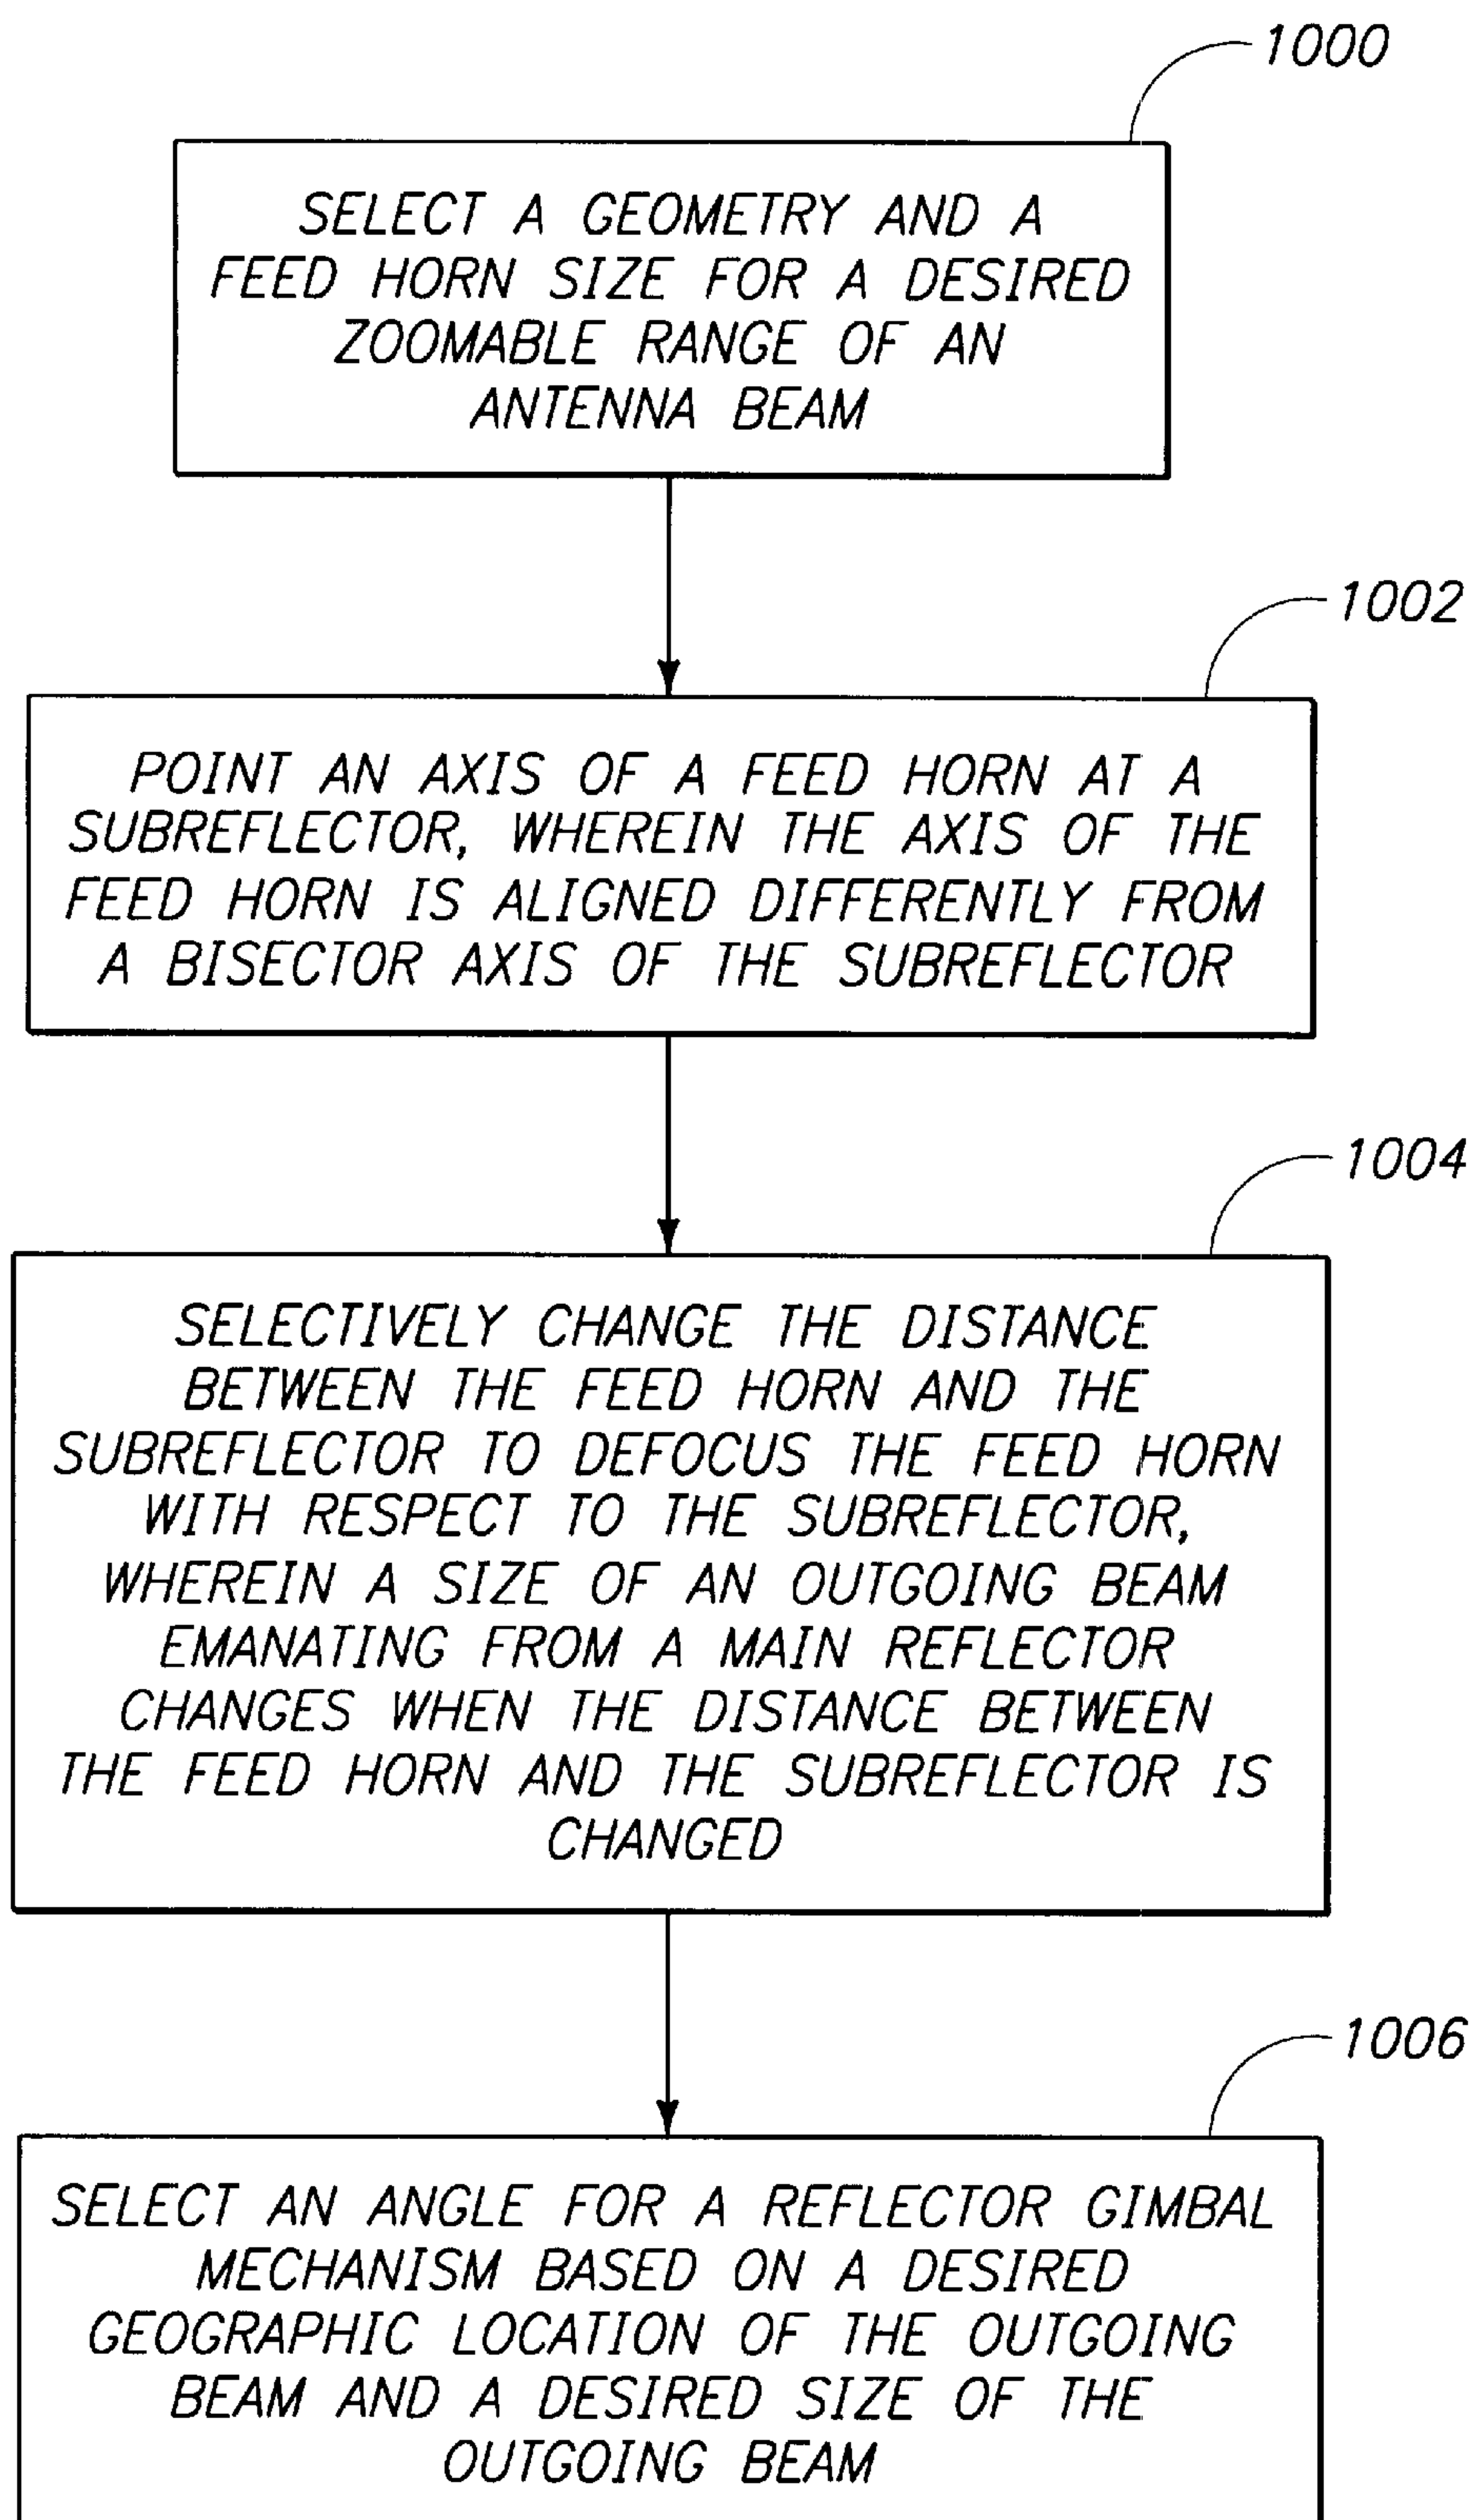 1000
SELECT A GEOMETRY AND A
FEED HORN SIZE FOR A DESIRED
ZOOMABLE RANGE OF AN
ANTENNA BEAM
1002
POINT AN AXIS OF A FEED HORN AT A
SUBREFLECTOR, WHEREIN THE AXIS OF THE
FEED HORN IS ALIGNED DIFFERENTLY FROM
A BISECTOR AXIS OF THE SUBREFLECTOR
1004
SELECTIVELY CHANGE THE DISTANCE
BETWEEN THE FEED HORN AND THE
SUBREFLECTOR TO DEFOCUS THE FEED HORN
WITH RESPECT TO THE SUBREFLECTOR,
WHEREIN A SIZE OF AN OUTGOING BEAM
EMANATING FROM A MAIN REFLECTOR
CHANGES WHEN THE DISTANCE BETWEEN
THE FEED HORN AND THE SUBREFLECTOR IS
CHANGED
1006
SELECT AN ANGLE FOR A REFLECTOR GIMBAL
MECHANISM BASED ON A DESIRED
GEOGRAPHIC LOCATION OF THE OUTGOING
BEAM AND A DESIRED SIZE OF THE
OUTGOING BEAM